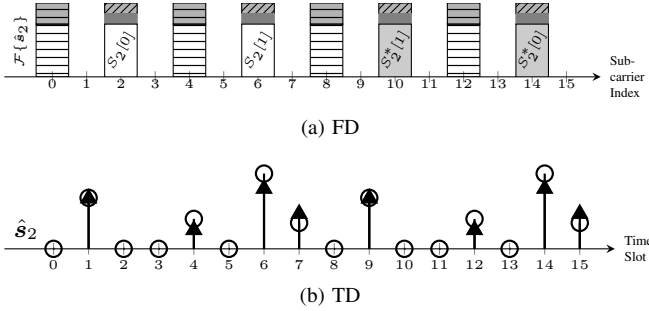 F{ŝ₂}
S₂[0] S₂[1] S₂*[1] S₂*[0]
0 1 2 3 4 5 6 7 8 9 10 11 12 13 14 15
Sub-
carrier
Index
(a) FD
ŝ₂
0 1 2 3 4 5 6 7 8 9 10 11 12 13 14 15
Time
Slot
(b) TD